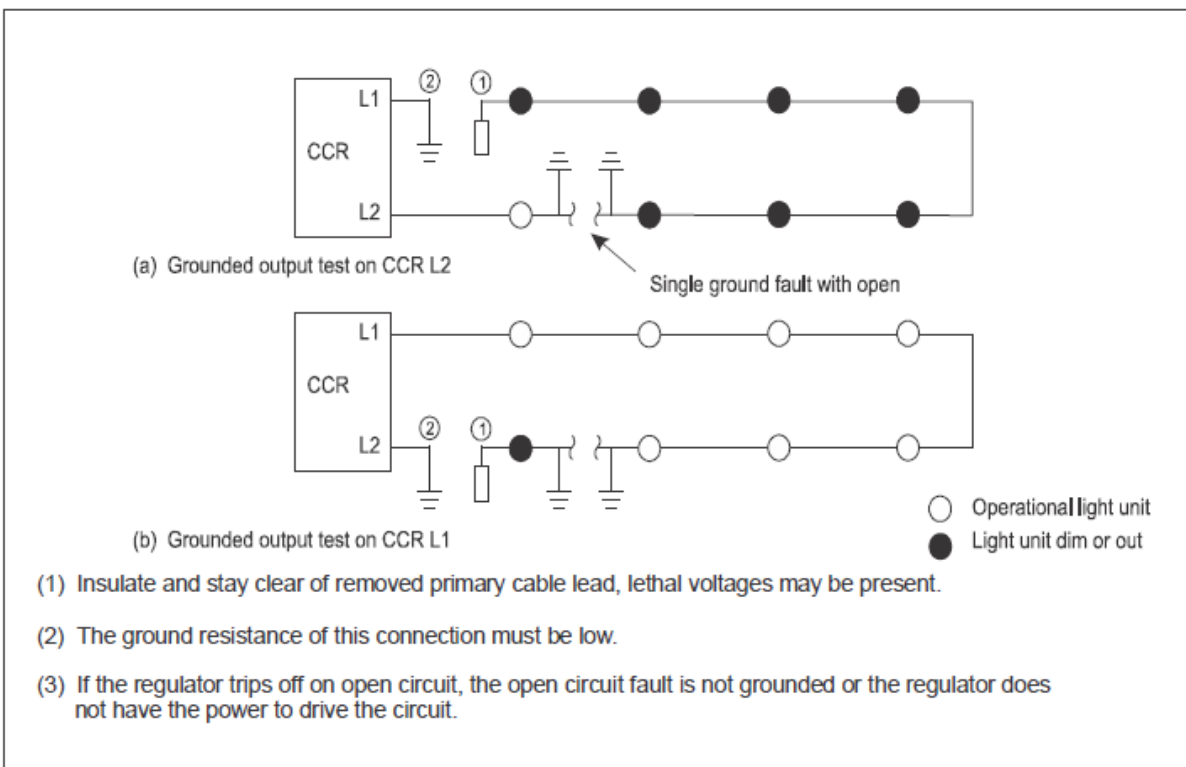 ② ①
L1
CCR
L2
(a) Grounded output test on CCR L2
Single ground fault with open
L1
CCR
② ①
L2
(b) Grounded output test on CCR L1
Operational light unit
Light unit dim or out
(1) Insulate and stay clear of removed primary cable lead, lethal voltages may be present.
(2) The ground resistance of this connection must be low.
(3) If the regulator trips off on open circuit, the open circuit fault is not grounded or the regulator does
not have the power to drive the circuit.